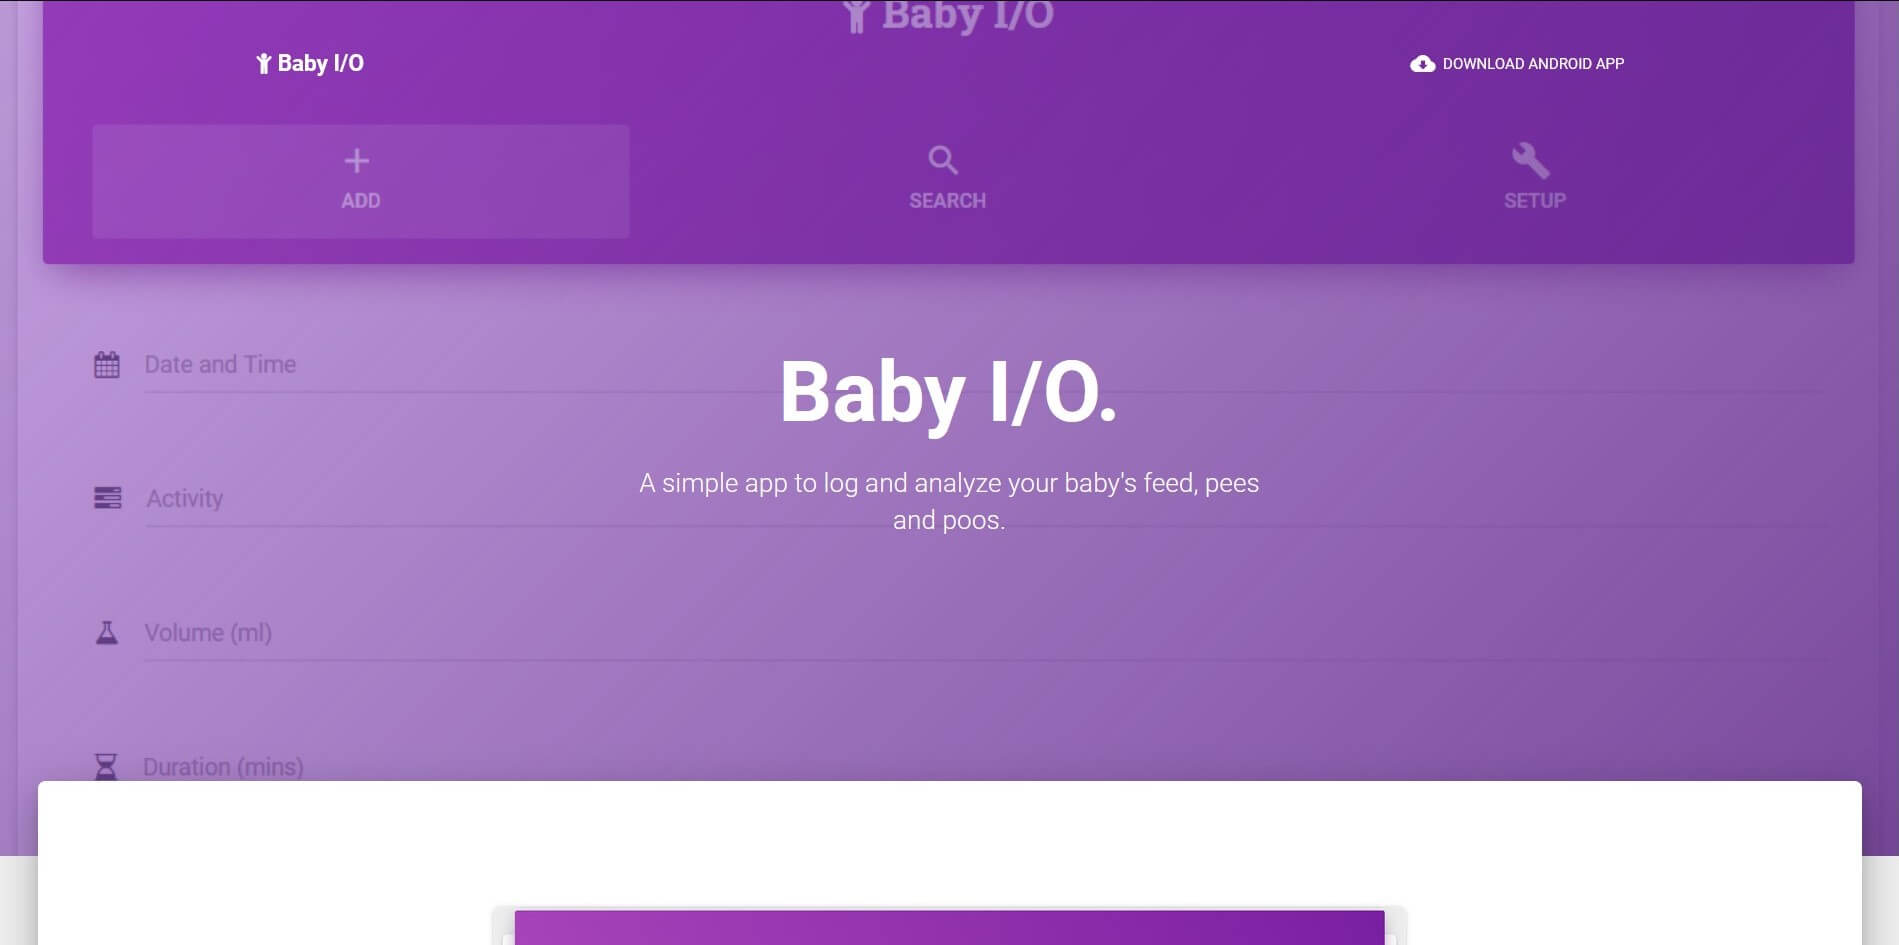 Baby I/O
Baby I/O
DOWNLOAD ANDROID APP
ADD
SEARCH
SETUP
Date and Time
Baby I/O.
Activity
A simple app to log and analyze your baby's feed, pees
and poos.
Volume (ml)
Duration (mins)